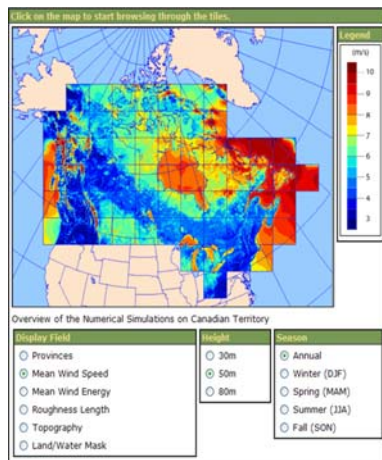 Click on the map to start browsing through the tiles.
Legend
(m/s)
10
9
8
7
6
5
4
3
Overview of the Numerical Simulations on Canadian Territory
Display Field
Provinces
Mean Wind Speed
Mean Wind Energy
Roughness Length
Topography
Land/Water Mask
Height
30m
50m
80m
Season
Annual
Winter (DJF)
Spring (MAM)
Summer (JJA)
Fall (SON)